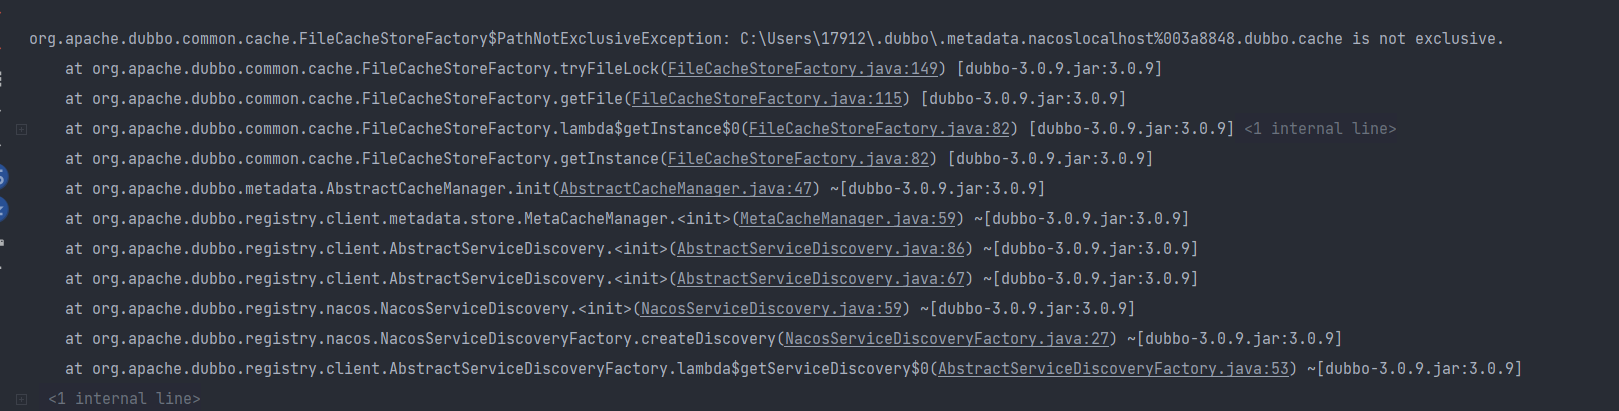 org.apache.dubbo.common.cache.FileCacheStoreFactory$PathNotExclusiveException: C:\Users\17912\.dubbo\.metadata.nacoslocalhost%003a8848.dubbo.cache is not exclusive.
at org.apache.dubbo.common.cache.FileCacheStoreFactory.tryFileLock(FileCacheStoreFactory.java:149) [dubbo-3.0.9.jar:3.0.9]
at org.apache.dubbo.common.cache.FileCacheStoreFactory.getFile(FileCacheStoreFactory.java:115) [dubbo-3.0.9.jar:3.0.9]
at org.apache.dubbo.common.cache.FileCacheStoreFactory.lambda$getInstance$0(FileCacheStoreFactory.java:82) [dubbo-3.0.9.jar:3.0.9] <1 internal line>
at org.apache.dubbo.common.cache.FileCacheStoreFactory.getInstance(FileCacheStoreFactory.java:82) [dubbo-3.0.9.jar:3.0.9]
at org.apache.dubbo.metadata.AbstractCacheManager.init(AbstractCacheManager.java:47) ~[dubbo-3.0.9.jar:3.0.9]
at org.apache.dubbo.registry.client.metadata.store.MetaCacheManager.<init>(MetaCacheManager.java:59) ~[dubbo-3.0.9.jar:3.0.9]
at org.apache.dubbo.registry.client.AbstractServiceDiscovery.<init>(AbstractServiceDiscovery.java:86) ~[dubbo-3.0.9.jar:3.0.9]
at org.apache.dubbo.registry.client.AbstractServiceDiscovery.<init>(AbstractServiceDiscovery.java:67) ~[dubbo-3.0.9.jar:3.0.9]
at org.apache.dubbo.registry.nacos.NacosServiceDiscovery.<init>(NacosServiceDiscovery.java:59) ~[dubbo-3.0.9.jar:3.0.9]
at org.apache.dubbo.registry.nacos.NacosServiceDiscoveryFactory.createDiscovery(NacosServiceDiscoveryFactory.java:27) ~[dubbo-3.0.9.jar:3.0.9]
at org.apache.dubbo.registry.client.AbstractServiceDiscoveryFactory.lambda$getServiceDiscovery$0(AbstractServiceDiscoveryFactory.java:53) ~[dubbo-3.0.9.jar:3.0.9]
<1 internal line>